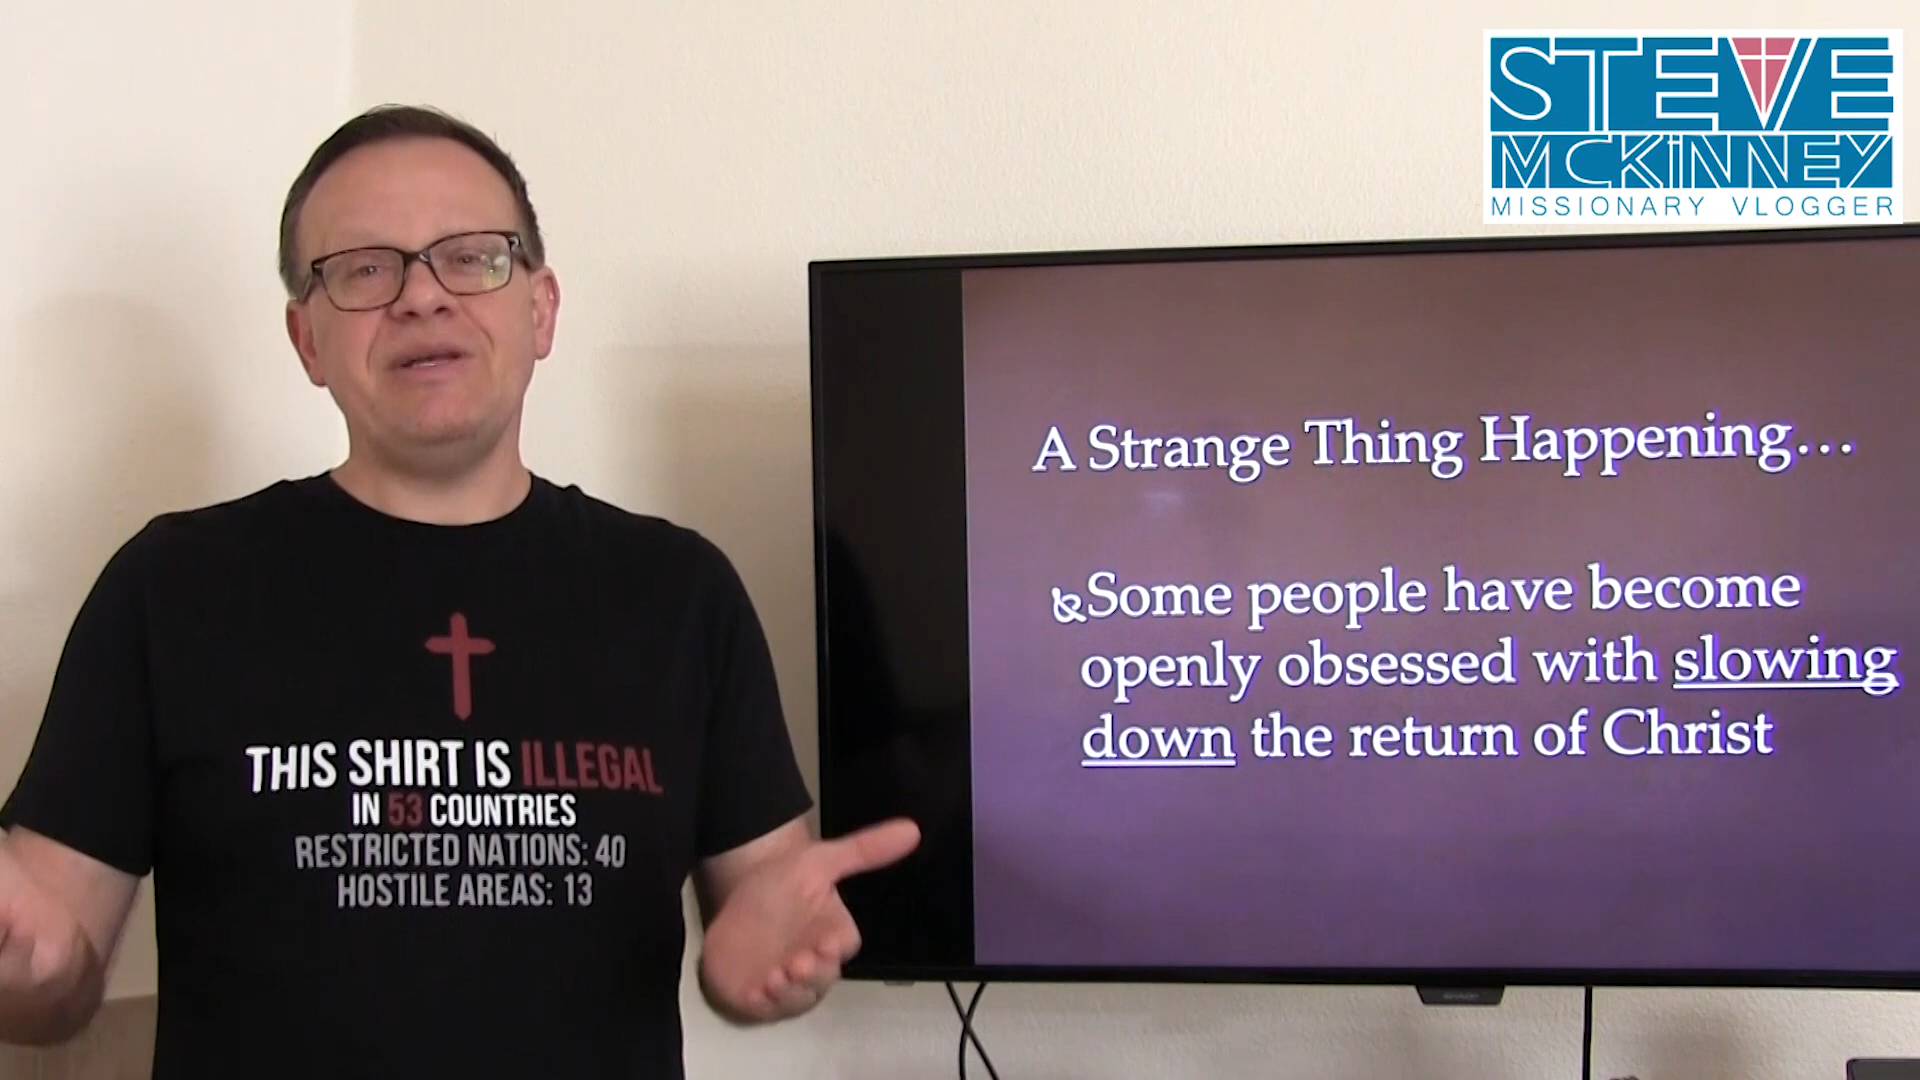 STEVE
MCKiNNEY
MISSIONARY VLOGGER
A Strange Thing Happening...
Some people have become
openly obsessed with slowing
down the return of Christ
THIS SHIRT IS ILLEGAL
IN 53 COUNTRIES
RESTRICTED NATIONS: 40
HOSTILE AREAS: 13